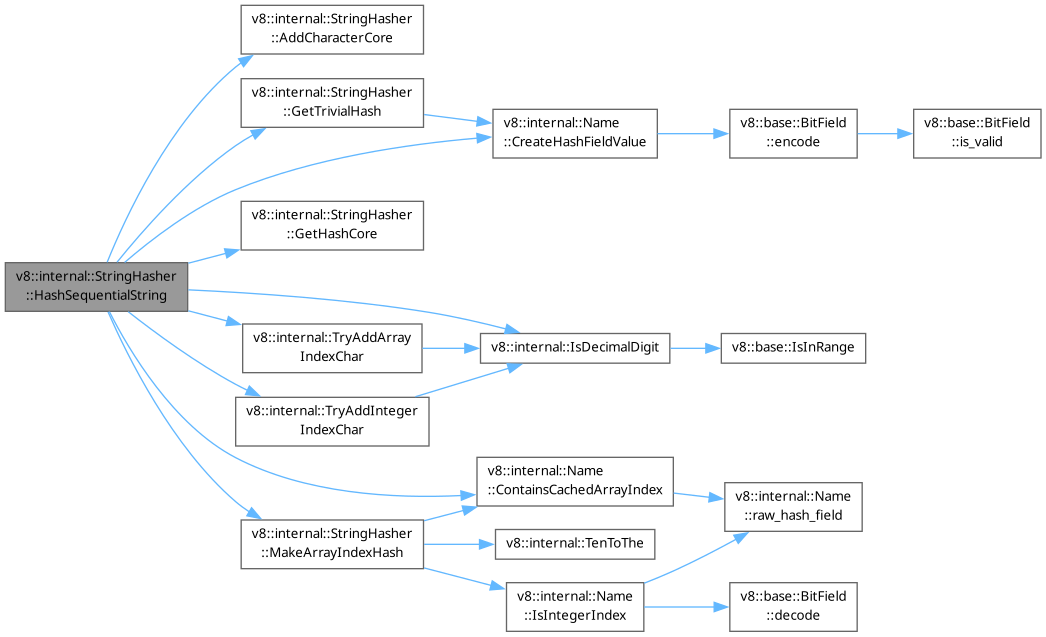 v8::internal::StringHasher
::AddCharacterCore
v8::internal::StringHasher
::GetTrivialHash
v8::internal::Name
::CreateHashFieldValue
v8::base::BitField
::encode
v8::base::BitField
::is_valid
v8::internal::StringHasher
::GetHashCore
v8::internal::StringHasher
::HashSequentialString
v8::internal::TryAddArray
IndexChar
v8::internal::IsDecimalDigit
v8::base::IsInRange
v8::internal::TryAddInteger
IndexChar
v8::internal::Name
::ContainsCachedArrayIndex
v8::internal::Name
::raw_hash_field
v8::internal::StringHasher
::MakeArrayIndexHash
v8::internal::TenToThe
v8::internal::Name
::IsIntegerIndex
v8::base::BitField
::decode